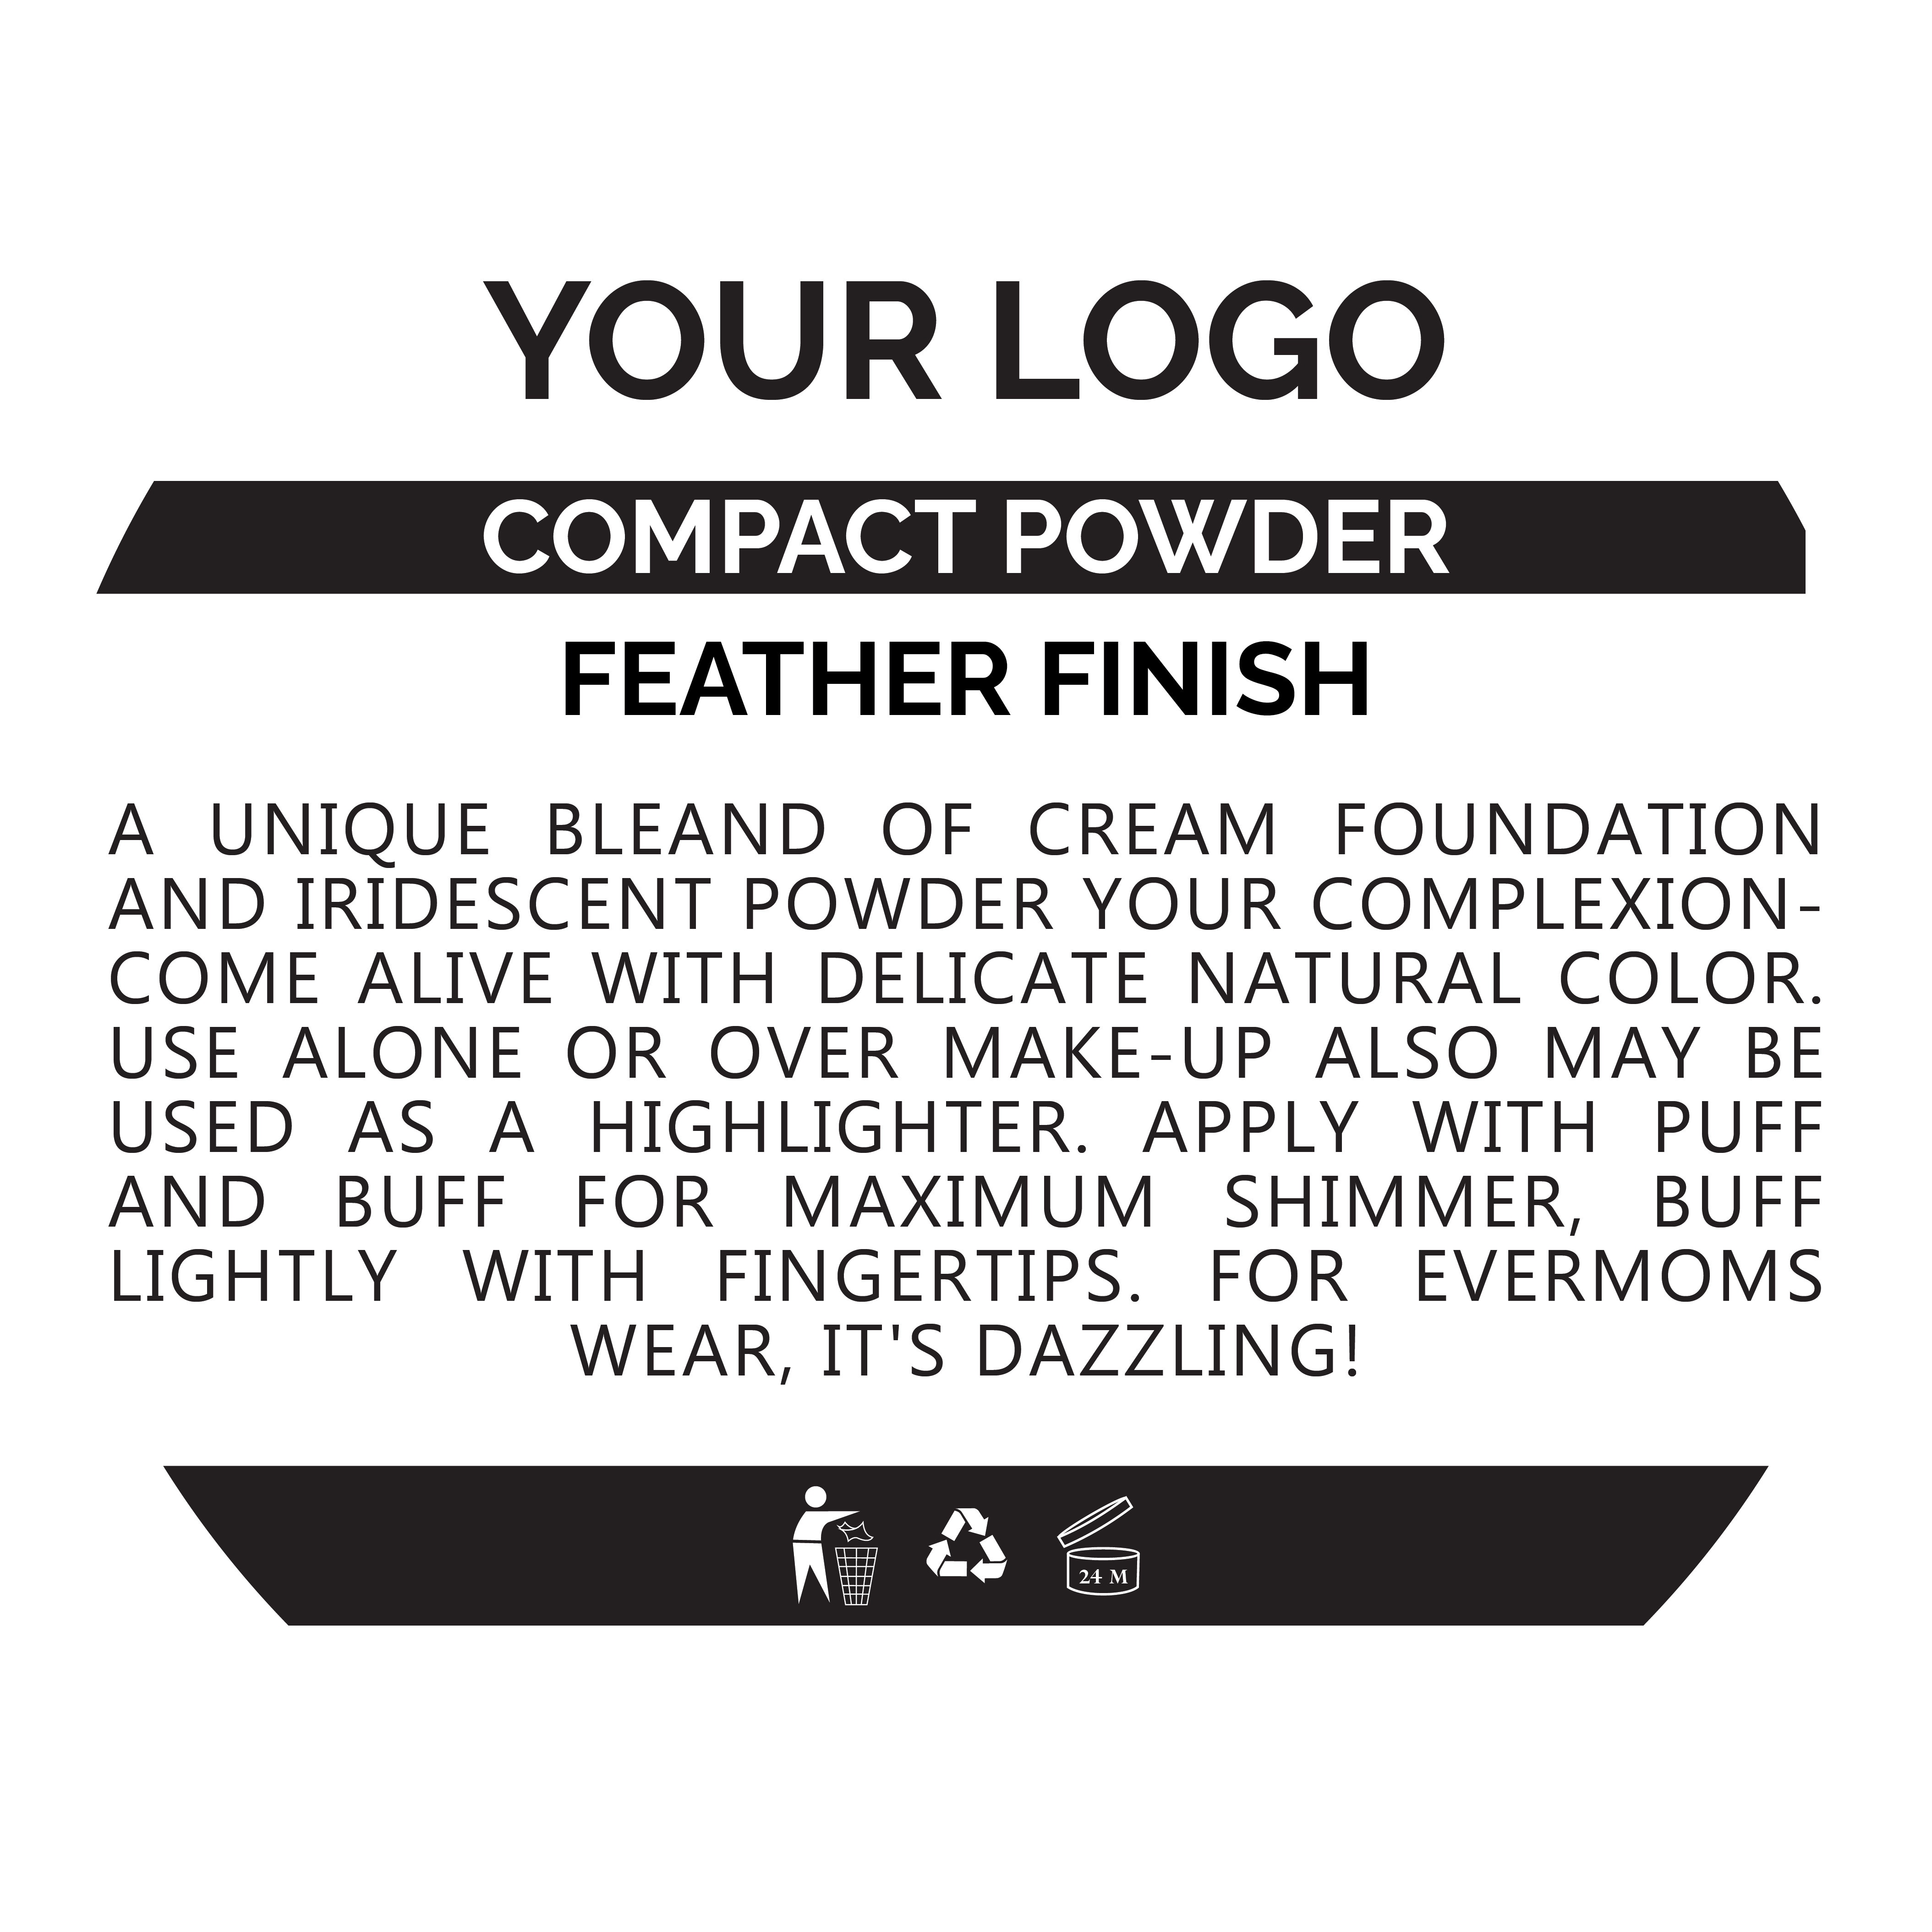 YOUR LOGO
COMPACT POWDER
FEATHER FINISH
A UNIQUE BLEAND OF CREAM FOUNDATION
AND IRIDESCENT POWDER YOUR COMPLEXION-
COME ALIVE WITH DELICATE NATURAL COLOR.
USE ALONE OR OVER MAKE-UP ALSO MAY BE
USED AS A HIGHLIGHTER. APPLY WITH PUFF
AND BUFF FOR MAXIMUM SHIMMER, BUFF
LIGHTLY WITH FINGERTIPS. FOR EVERMOMS
WEAR, IT'S DAZZLING!
24 M